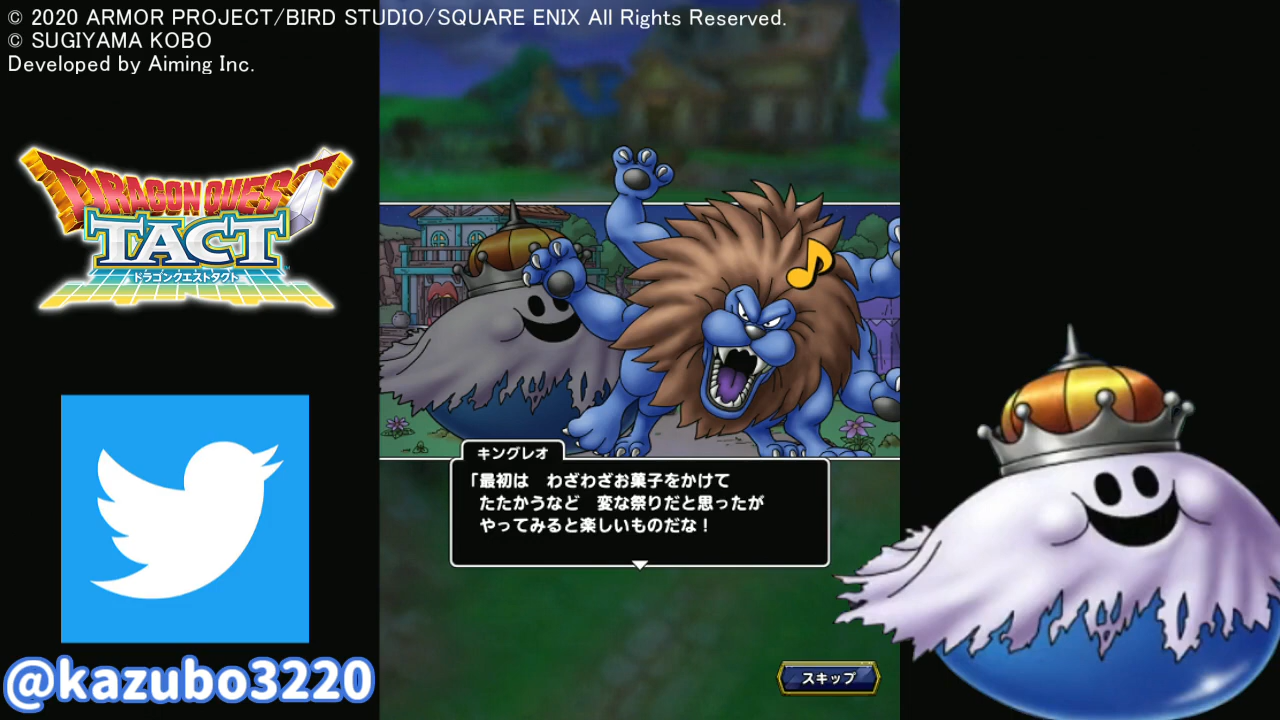 © 2020 ARMOR PROJECT/BIRD STUDIO/SQUARE ENIX All Rights Reserved.
© SUGIYAMA KOBO
Developed by Aiming Inc.
DRAGON QUEST
TACT
ドラゴンクエストタクト
キングレオ
「最初は　わざわざお菓子をかけて
たたかうなど　変な祭りだと思ったが
やってみると楽しいものだな！
スキップ
@kazubo3220